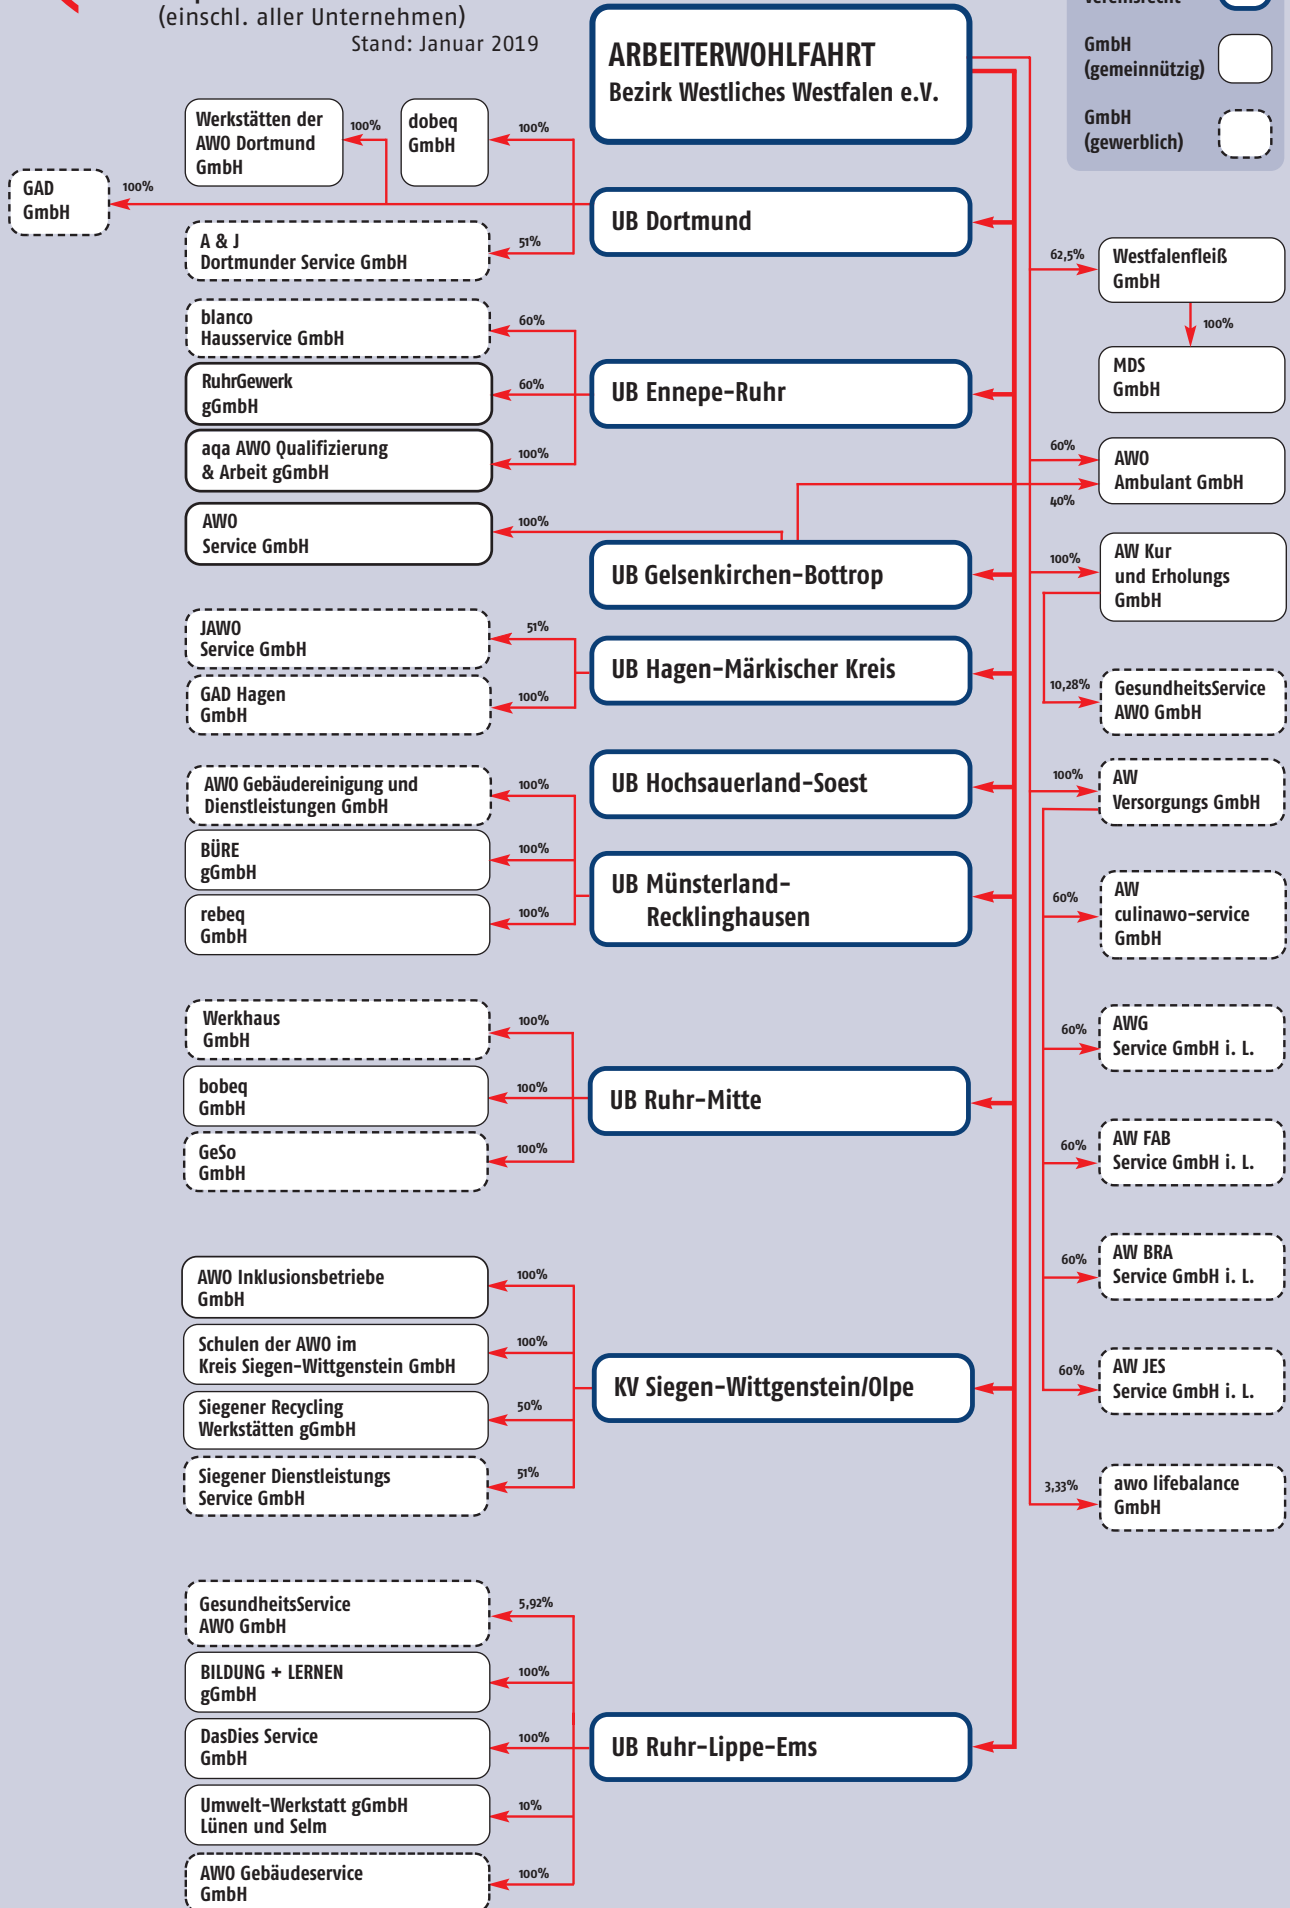 (einschl. aller Unternehmen)
Stand: Januar 2019
ARBEITERWOHLFAHRT
Bezirk Westliches Westfalen e.V.
GmbH
(gemeinnützig)
GmbH
(gewerblich)
Werkstätten der
AWO Dortmund
GmbH
100%
dobeq
GmbH
100%
GAD
GmbH
100%
A & J
Dortmunder Service GmbH
51%
UB Dortmund
blanco
Hausservice GmbH
60%
RuhrGewerk
gGmbH
60%
aqa AWO Qualifizierung
& Arbeit gGmbH
100%
UB Ennepe-Ruhr
AWO
Service GmbH
100%
UB Gelsenkirchen-Bottrop
JAWO
Service GmbH
51%
GAD Hagen
GmbH
100%
UB Hagen-Märkischer Kreis
UB Hochsauerland-Soest
AWO Gebäudereinigung und
Dienstleistungen GmbH
100%
BÜRE
gGmbH
100%
rebeq
GmbH
100%
UB Münsterland-
Recklinghausen
Werkhaus
GmbH
100%
bobeq
GmbH
100%
GeSo
GmbH
100%
UB Ruhr-Mitte
AWO Inklusionsbetriebe
GmbH
100%
Schulen der AWO im
Kreis Siegen-Wittgenstein GmbH
100%
Siegener Recycling
Werkstätten gGmbH
50%
Siegener Dienstleistungs
Service GmbH
51%
KV Siegen-Wittgenstein/Olpe
GesundheitsService
AWO GmbH
5,92%
BILDUNG + LERNEN
gGmbH
100%
DasDies Service
GmbH
100%
Umwelt-Werkstatt gGmbH
Lünen und Selm
10%
AWO Gebäudeservice
GmbH
100%
UB Ruhr-Lippe-Ems
62,5%
Westfalenfleiß
GmbH
100%
MDS
GmbH
60%
AWO
Ambulant GmbH
40%
100%
AW Kur
und Erholungs
GmbH
10,28%
GesundheitsService
AWO GmbH
100%
AW
Versorgungs GmbH
60%
AW
culinawo-service
GmbH
60%
AWG
Service GmbH i. L.
60%
AW FAB
Service GmbH i. L.
60%
AW BRA
Service GmbH i. L.
60%
AW JES
Service GmbH i. L.
3,33%
awo lifebalance
GmbH